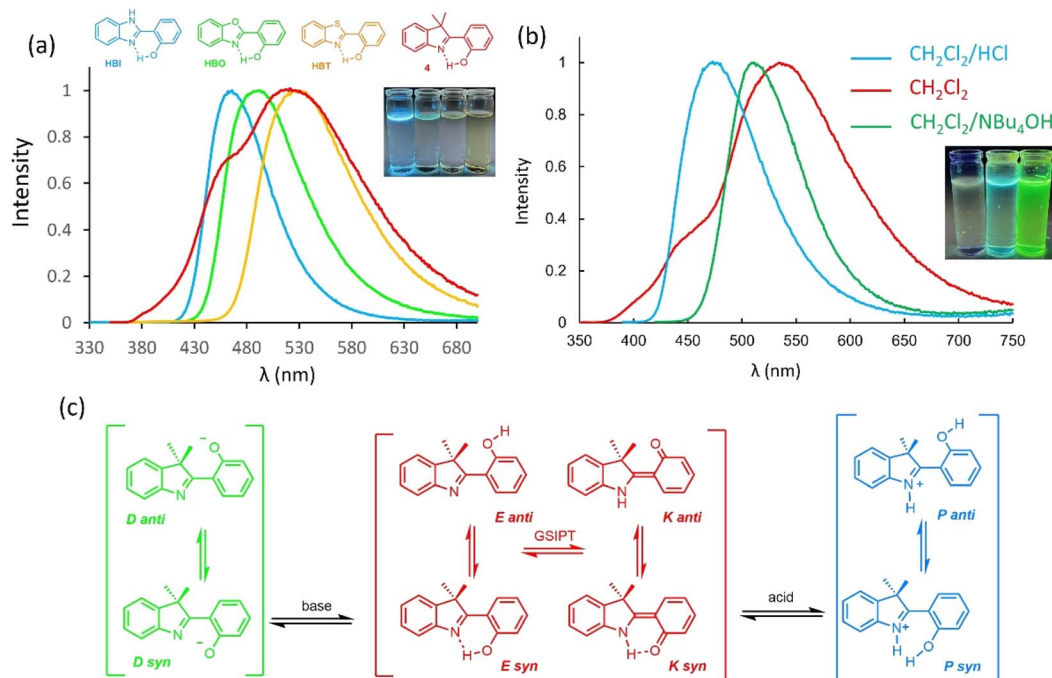 (a)
H
N
N
H
O
HBI
O
N
H
O
HBO
S
N
H
O
HBT
N
H
O
4
Intensity
1
0.8
0.6
0.4
0.2
0
330 380 430 480 530 580 630 680
λ (nm)
(b)
CH2Cl2/HCl
CH2Cl2
CH2Cl2/NBu4OH
Intensity
1
0.8
0.6
0.4
0.2
0
350 400 450 500 550 600 650 700 750
λ (nm)
(c)
−
O
N
D anti
N
−
O
D syn
base
H
O
N
E anti
O
N
H
K anti
GSIPT
N
H
O
E syn
N
H
O
K syn
acid
H
O
N
+
H
P anti
N
+
H
H
O
P syn